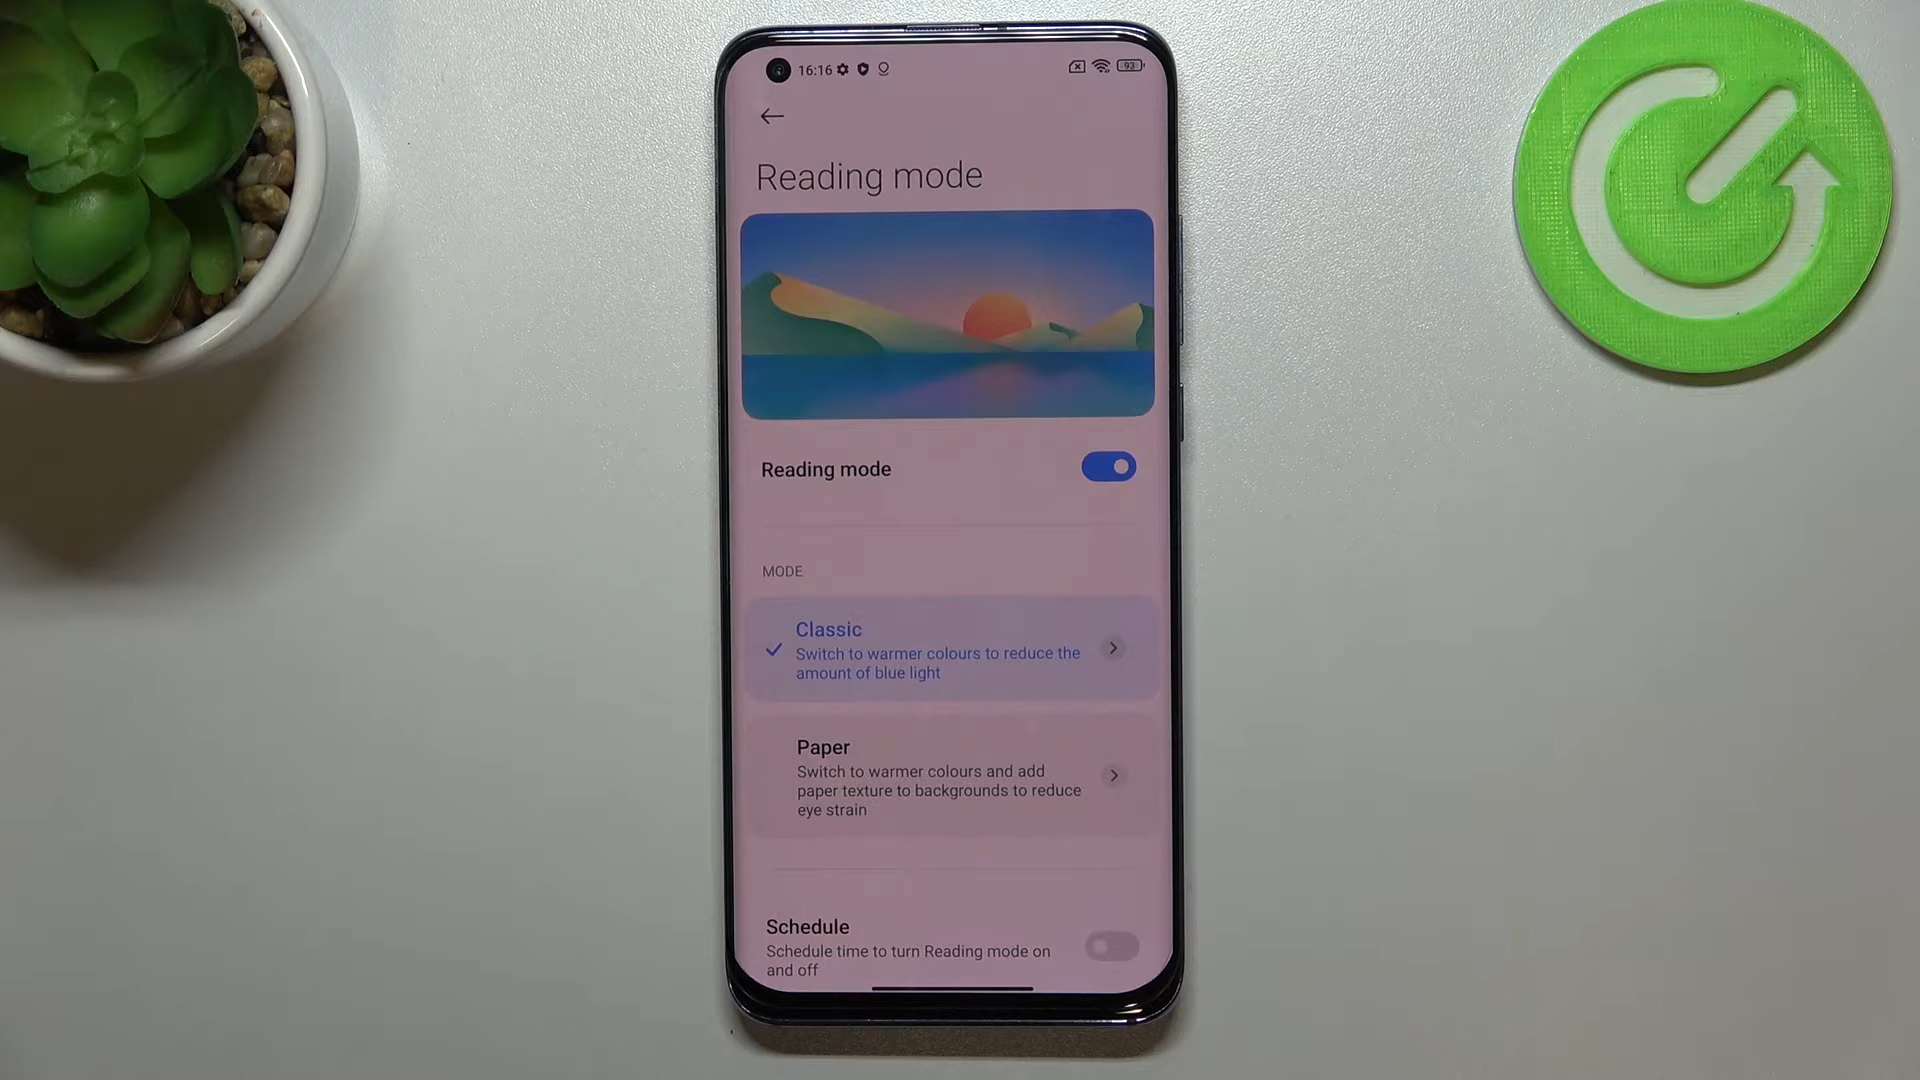 16:16
93
Reading mode
Reading mode
MODE
Classic
Switch to warmer colours to reduce the
amount of blue light
Paper
Switch to warmer colours and add
paper texture to backgrounds to reduce
eye strain
Schedule
Schedule time to turn Reading mode on
and off